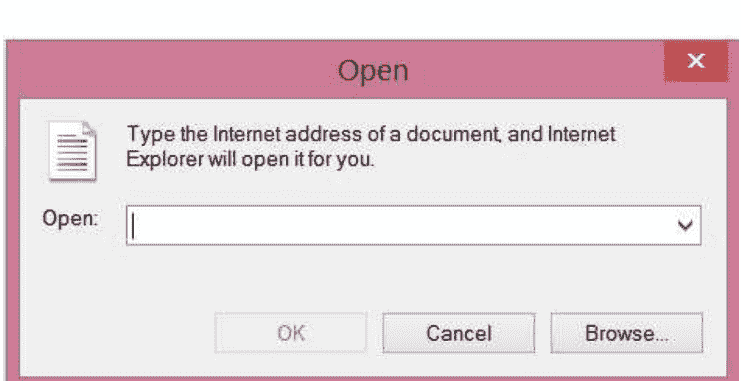 Open
Type the Internet address of a document, and Internet
Explorer will open it for you.
Open:
OK
Cancel
Browse...